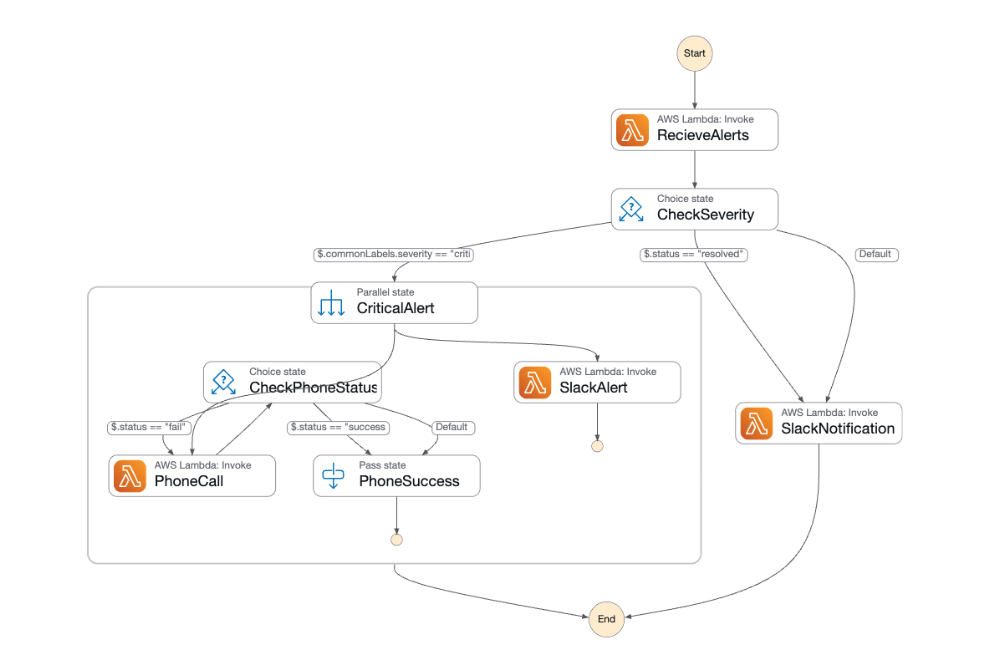 Start
AWS Lambda: Invoke
RecieveAlerts
Choice state
CheckSeverity
$.commonLabels.severity == "criti
$.status == "resolved"
Default
Parallel state
CriticalAlert
Choice state
CheckPhoneStatus
AWS Lambda: Invoke
SlackAlert
AWS Lambda: Invoke
SlackNotification
$.status == "fail"
$.status == "success
Default
AWS Lambda: Invoke
PhoneCall
Pass state
PhoneSuccess
End